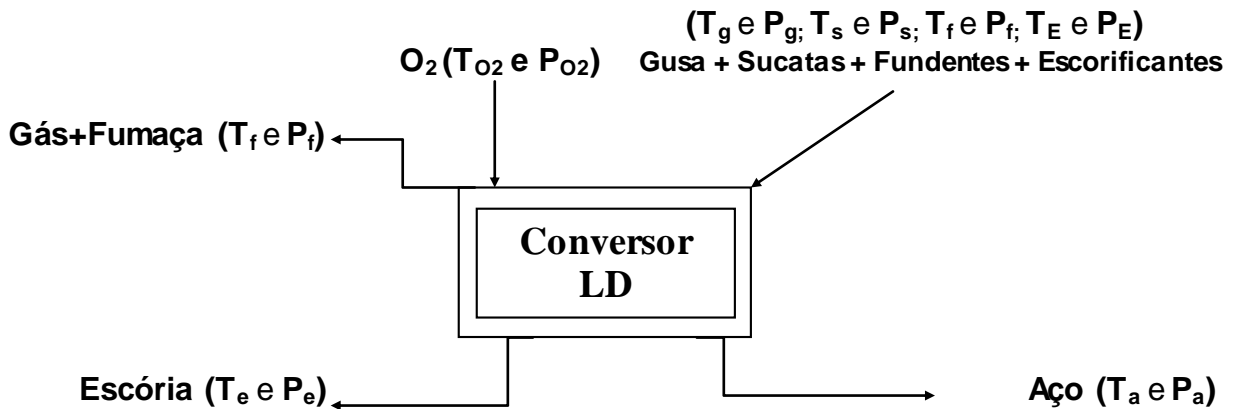 (Tg e Pg; Ts e Ps; Tf e Pf; TE e PE)
O2 (TO2 e PO2)
Gusa + Sucatas + Fundentes + Escorificantes
Gás+Fumaça (Tf e Pf)
Conversor
LD
Escória (Te e Pe)
Aço (Ta e Pa)